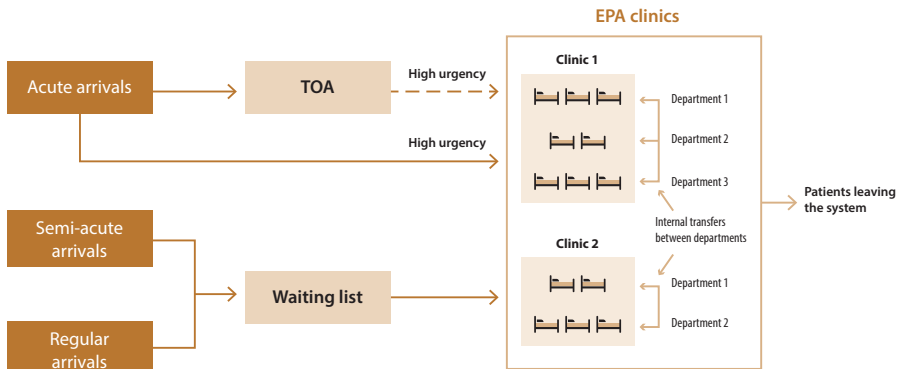 EPA clinics
Acute arrivals
TOA
High urgency
High urgency
Semi-acute
arrivals
Regular
arrivals
Waiting list
Clinic 1
Department 1
Department 2
Department 3
Internal transfers
between departments
Clinic 2
Department 1
Department 2
Patients leaving
the system